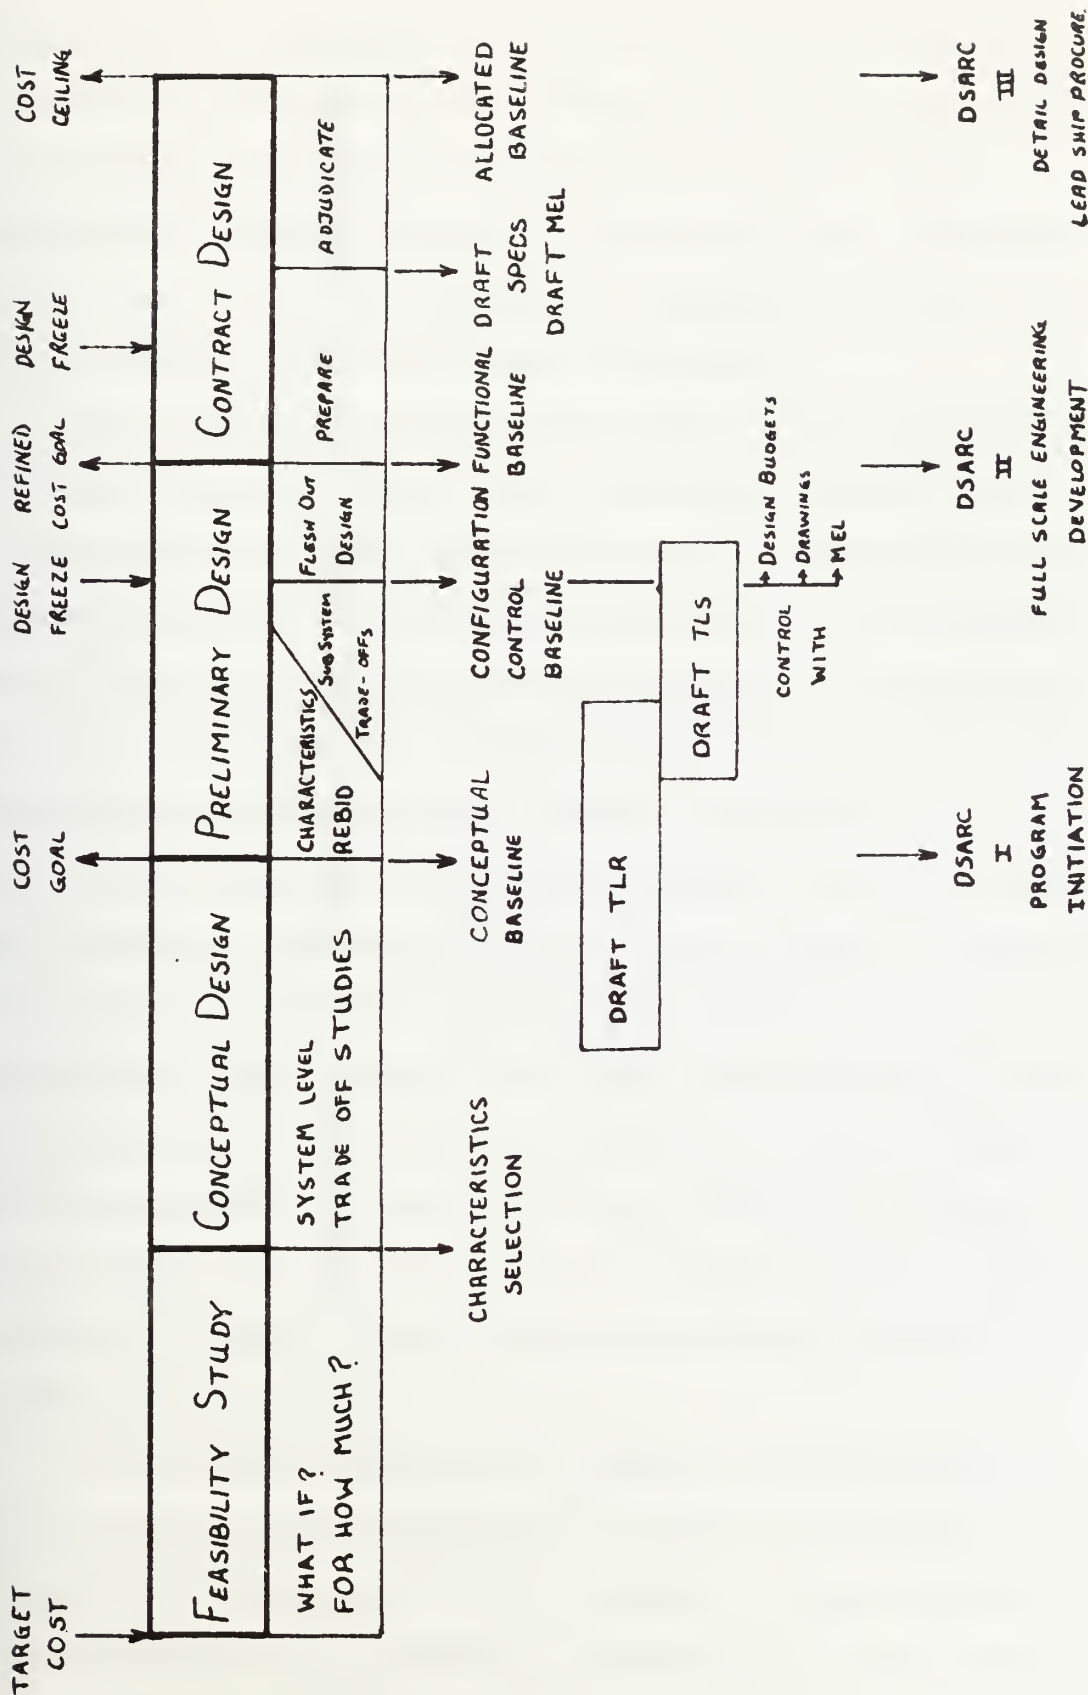 TARGET
COST
COST
GOAL
DESIGN
FREEZE
REFINED
COST GOAL
DESIGN
FREEZE
COST
CEILING
FEASIBILITY STUDY
CONCEPTUAL DESIGN
PRELIMINARY DESIGN
CONTRACT DESIGN
WHAT IF?
FOR HOW MUCH?
SYSTEM LEVEL
TRADE OFF STUDIES
CHARACTERISTICS
REBID
SUBSYSTEM
TRADE-OFFS
FLESH OUT
DESIGN
PREPARE
ADJUDICATE
CHARACTERISTICS
SELECTION
CONCEPTUAL
BASELINE
CONFIGURATION
CONTROL
BASELINE
FUNCTIONAL
BASELINE
DRAFT
SPECS
DRAFT MEL
ALLOCATED
BASELINE
DRAFT TLR
DRAFT TLS
CONTROL
WITH
DESIGN BUDGETS
DRAWINGS
MEL
DSARC
I
PROGRAM
INITIATION
DSARC
II
FULL SCALE ENGINEERING
DEVELOPMENT
DSARC
III
DETAIL DESIGN
LEAD SHIP PROCURE.